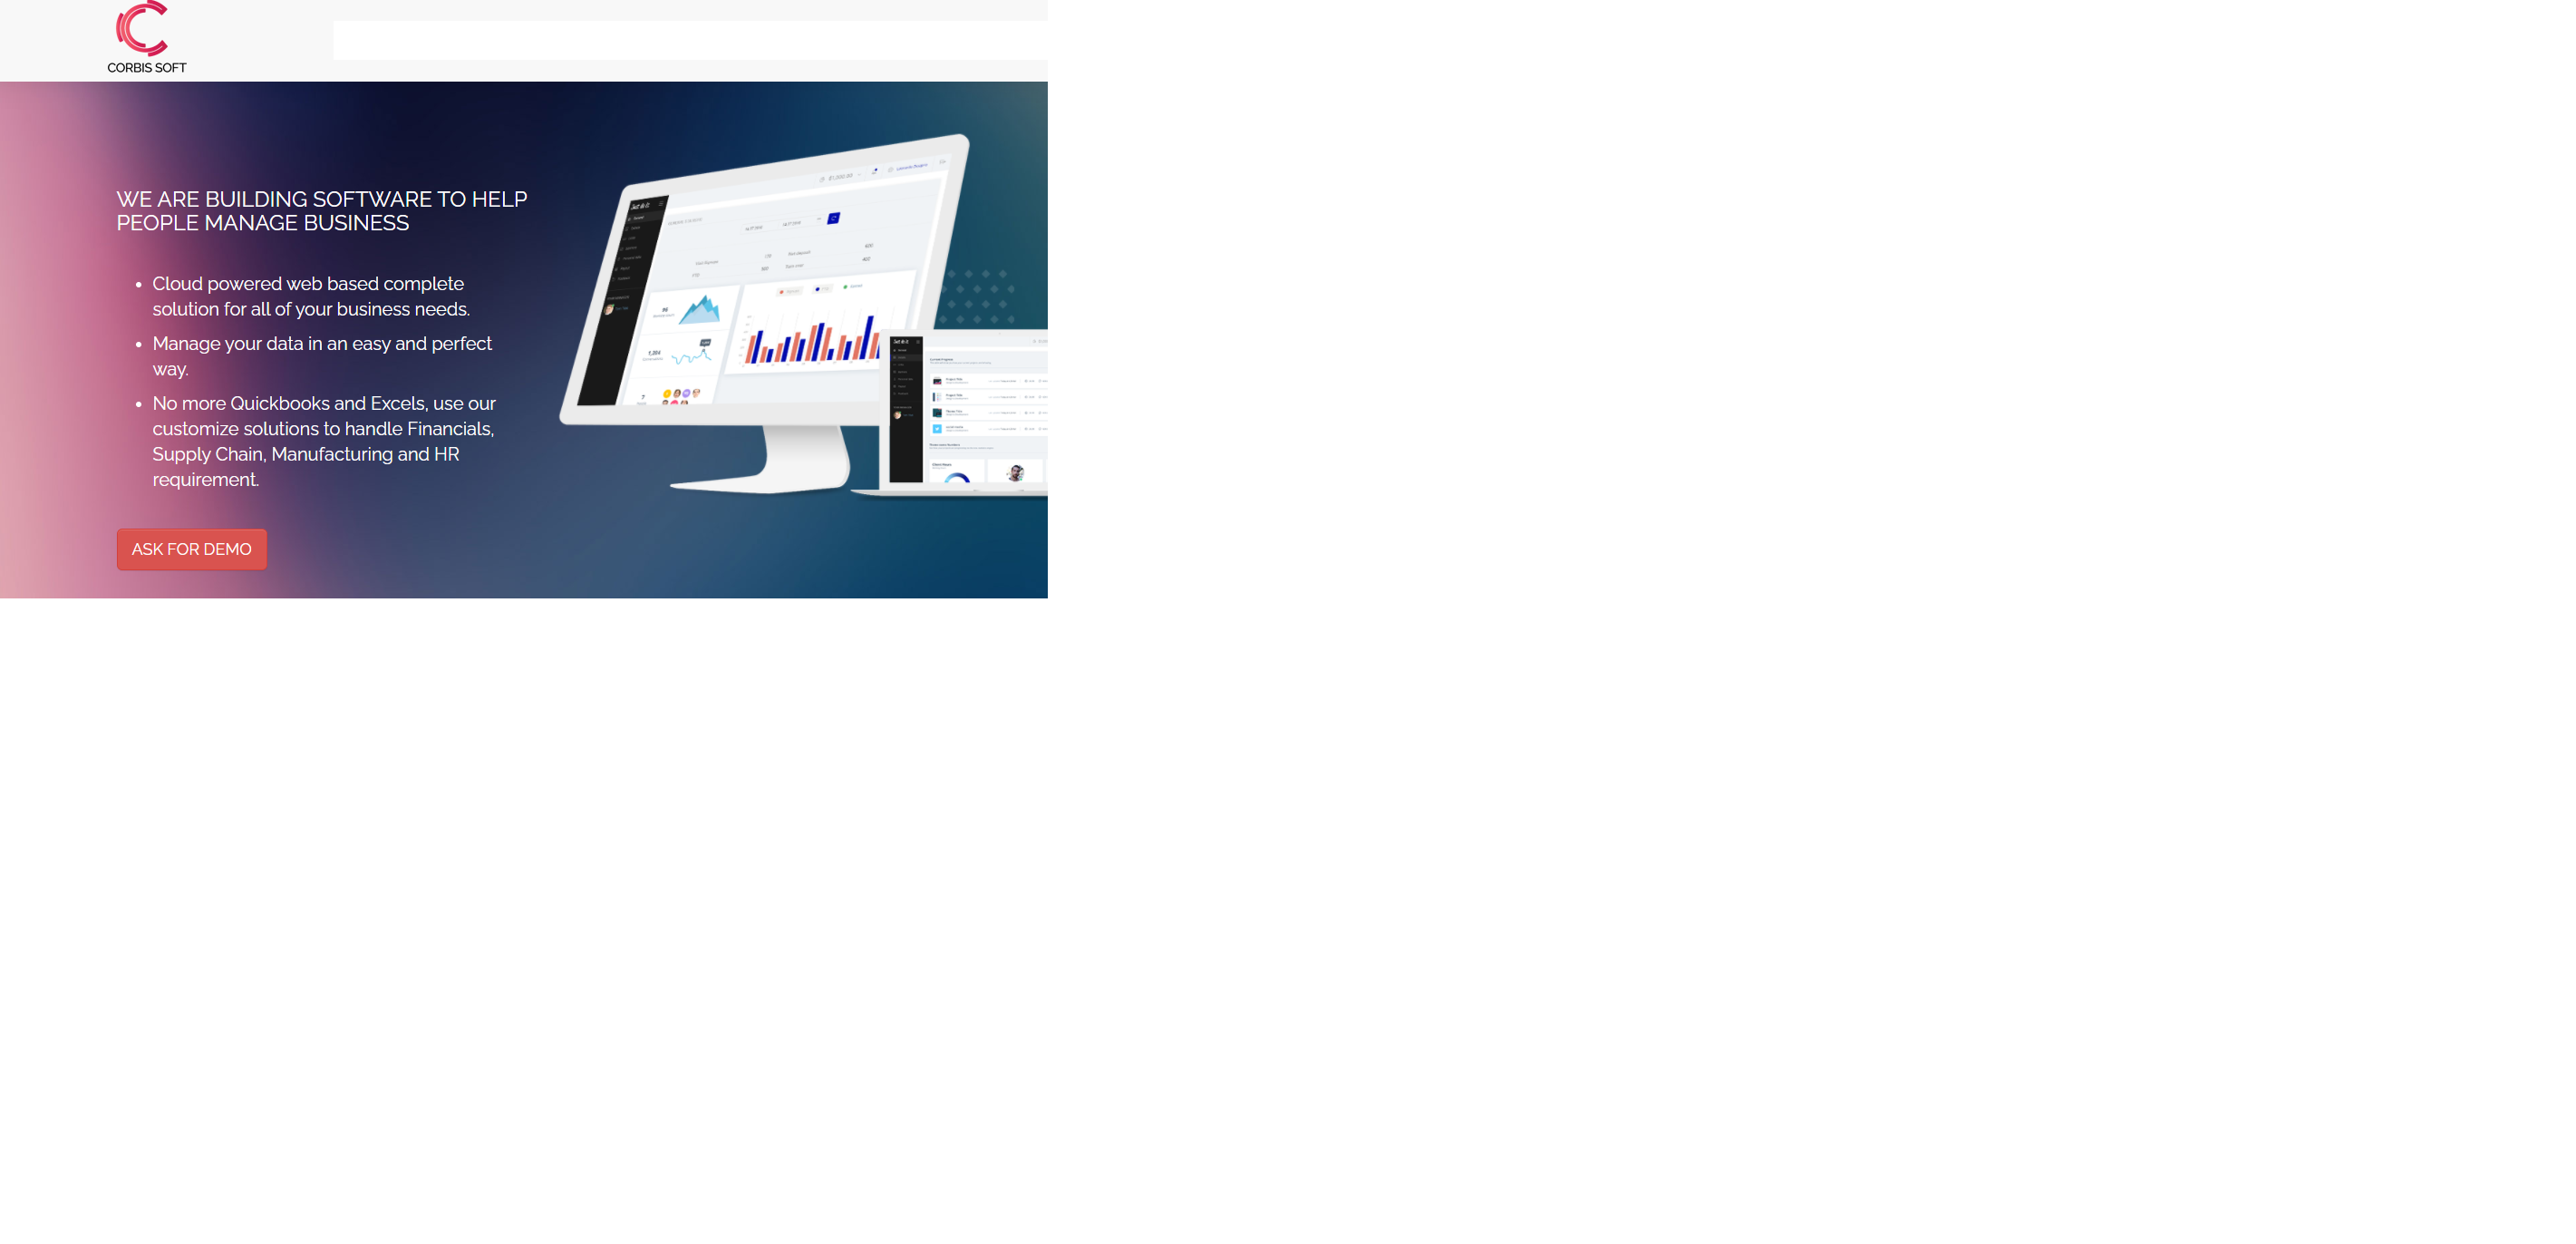 CORBIS SOFT
WE ARE BUILDING SOFTWARE TO HELP
PEOPLE MANAGE BUSINESS
Cloud powered web based complete
solution for all of your business needs.
Manage your data in an easy and perfect
way.
No more Quickbooks and Excels, use our
customize solutions to handle Financials,
Supply Chain, Manufacturing and HR
requirement.
ASK FOR DEMO